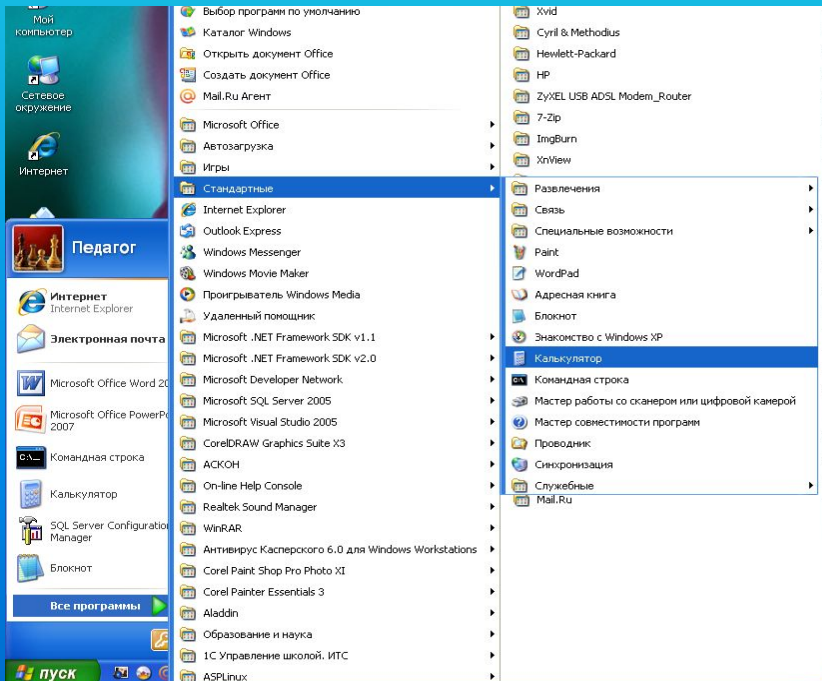 Мой
компьютер
Сетевое
окружение
Интернет
Педагог
Интернет
Internet Explorer
Электронная почта
Microsoft Office Word 20
Microsoft Office PowerPo
2007
Командная строка
Калькулятор
SQL Server Configuration
Manager
Блокнот
Все программы
пуск
Выбор программ по умолчанию
Каталог Windows
Открыть документ Office
Создать документ Office
Mail.Ru Агент
Microsoft Office
Автозагрузка
Игры
Стандартные
Internet Explorer
Outlook Express
Windows Messenger
Windows Movie Maker
Проигрыватель Windows Media
Удаленный помощник
Microsoft .NET Framework SDK v1.1
Microsoft .NET Framework SDK v2.0
Microsoft Developer Network
Microsoft SQL Server 2005
Microsoft Visual Studio 2005
CorelDRAW Graphics Suite X3
АСКОН
On-line Help Console
Realtek Sound Manager
WinRAR
Антивирус Касперского 6.0 для Windows Workstations
Corel Paint Shop Pro Photo XI
Corel Painter Essentials 3
Aladdin
Образование и наука
1С Управление школой. ИТС
ASPLinux
Xvid
Cyril & Methodius
Hewlett-Packard
HP
ZyXEL USB ADSL Modem_Router
7-Zip
ImgBurn
XnView
Развлечения
Связь
Специальные возможности
Paint
WordPad
Адресная книга
Блокнот
Знакомство с Windows XP
Калькулятор
Командная строка
Мастер работы со сканером или цифровой камерой
Мастер совместимости программ
Проводник
Синхронизация
Служебные
Mail.Ru